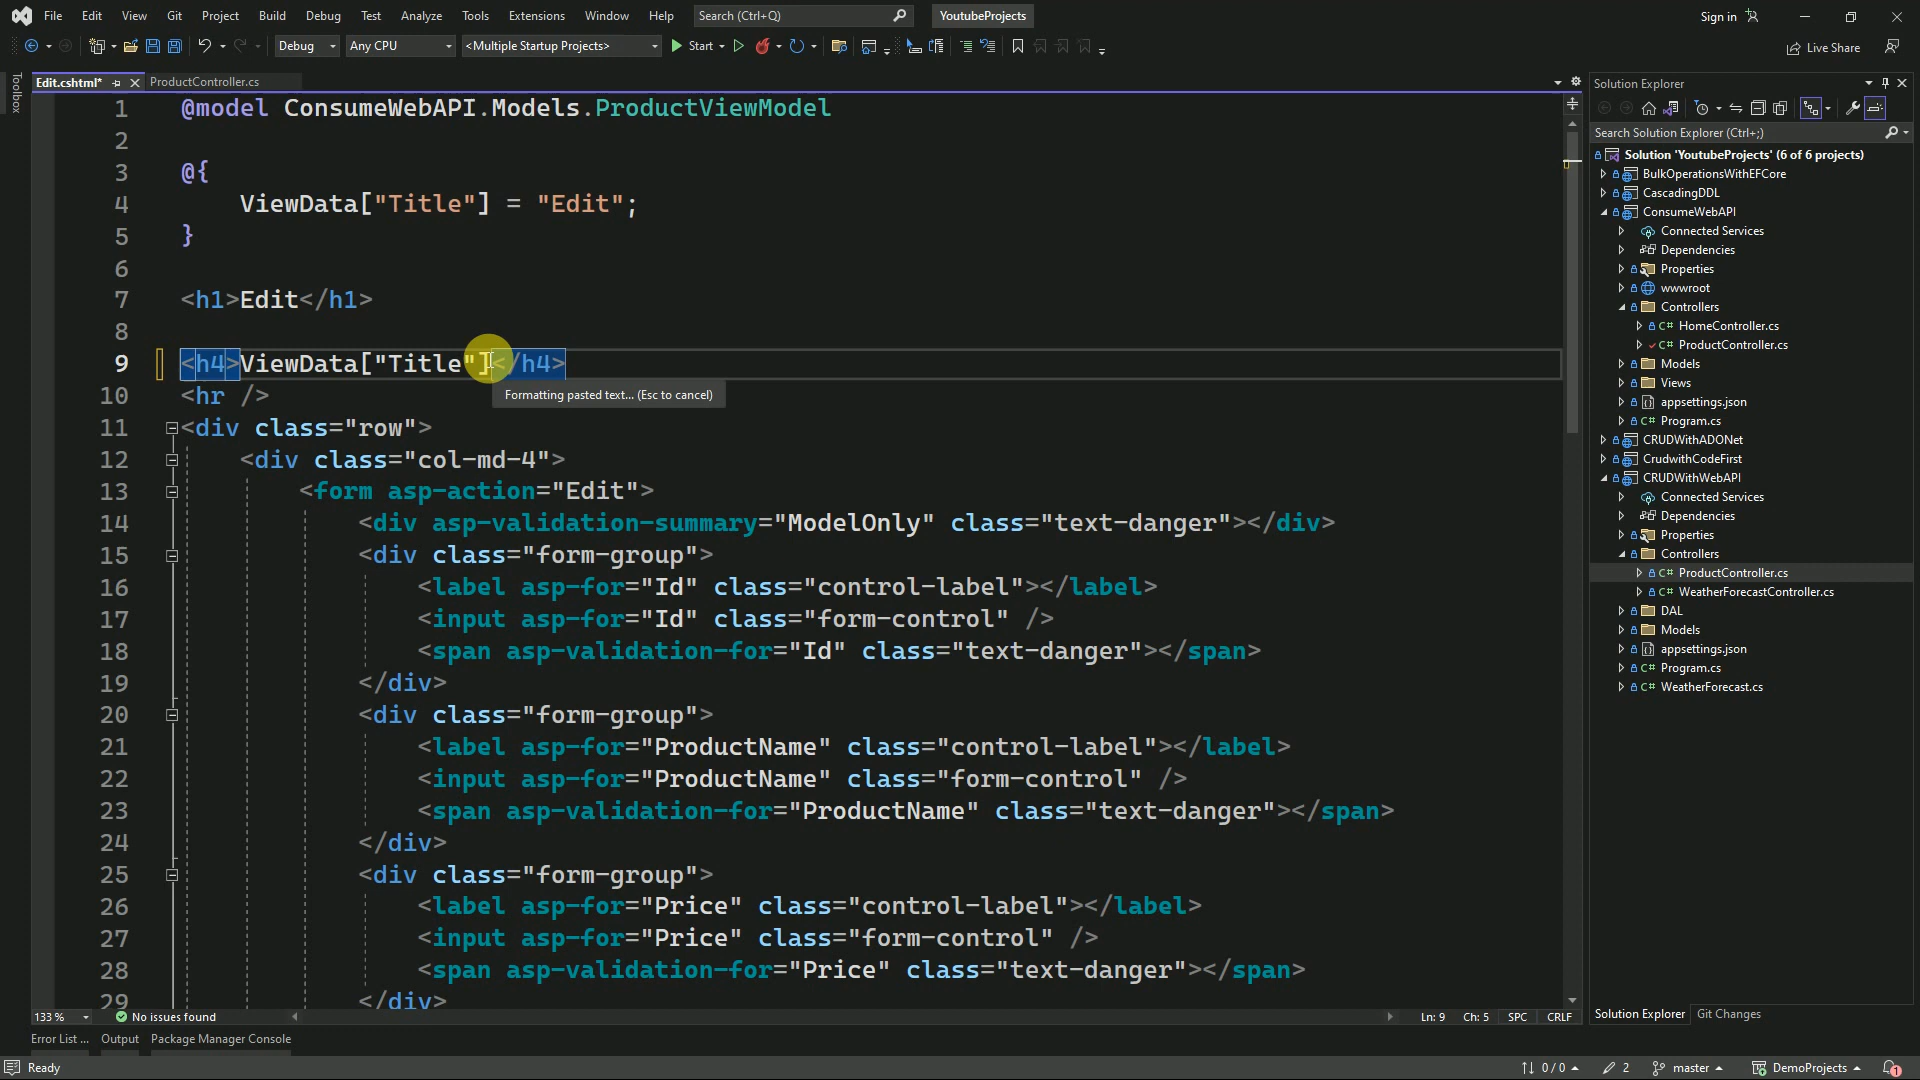 File Edit View Git Project Build Debug Test Analyze Tools Extensions Window Help Search (Ctrl+Q) YoutubeProjects Sign in
Debug Any CPU <Multiple Startup Projects> Start Live Share
Toolbox
Edit.cshtml* ProductController.cs
1 @model ConsumeWebAPI.Models.ProductViewModel
2
3 @{
4 ViewData["Title"] = "Edit";
5 }
6
7 <h1>Edit</h1>
8
9 <h4>ViewData["Title"]</h4>
Formatting pasted text... (Esc to cancel)
10 <hr />
11 <div class="row">
12 <div class="col-md-4">
13 <form asp-action="Edit">
14 <div asp-validation-summary="ModelOnly" class="text-danger"></div>
15 <div class="form-group">
16 <label asp-for="Id" class="control-label"></label>
17 <input asp-for="Id" class="form-control" />
18 <span asp-validation-for="Id" class="text-danger"></span>
19 </div>
20 <div class="form-group">
21 <label asp-for="ProductName" class="control-label"></label>
22 <input asp-for="ProductName" class="form-control" />
23 <span asp-validation-for="ProductName" class="text-danger"></span>
24 </div>
25 <div class="form-group">
26 <label asp-for="Price" class="control-label"></label>
27 <input asp-for="Price" class="form-control" />
28 <span asp-validation-for="Price" class="text-danger"></span>
29 </div>
133 % No issues found Ln: 9 Ch: 5 SPC CRLF
Error List ... Output Package Manager Console
Solution Explorer
Search Solution Explorer (Ctrl+;)
Solution 'YoutubeProjects' (6 of 6 projects)
BulkOperationsWithEFCore
CascadingDDL
ConsumeWebAPI
Connected Services
Dependencies
Properties
wwwroot
Controllers
C# HomeController.cs
C# ProductController.cs
Models
Views
appsettings.json
C# Program.cs
CRUDWithADONet
CrudwithCodeFirst
CRUDWithWebAPI
Connected Services
Dependencies
Properties
Controllers
C# ProductController.cs
C# WeatherForecastController.cs
DAL
Models
appsettings.json
C# Program.cs
C# WeatherForecast.cs
Solution Explorer Git Changes
Ready 0 / 0 2 master DemoProjects 1